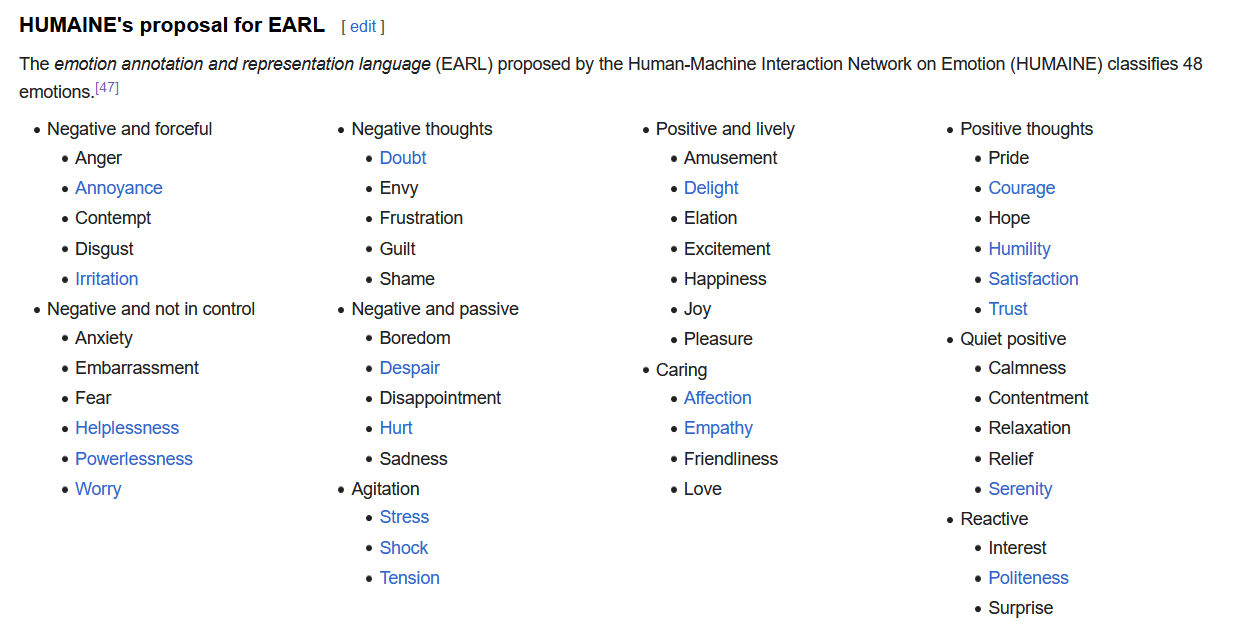 HUMAINE's proposal for EARL [ edit ]
The emotion annotation and representation language (EARL) proposed by the Human-Machine Interaction Network on Emotion (HUMAINE) classifies 48
emotions.[47]
• Negative and forceful
• Anger
• Annoyance
• Contempt
• Disgust
• Irritation
• Negative and not in control
• Anxiety
• Embarrassment
• Fear
• Helplessness
• Powerlessness
• Worry
• Negative thoughts
• Doubt
• Envy
• Frustration
• Guilt
• Shame
• Negative and passive
• Boredom
• Despair
• Disappointment
• Hurt
• Sadness
• Agitation
• Stress
• Shock
• Tension
• Positive and lively
• Amusement
• Delight
• Elation
• Excitement
• Happiness
• Joy
• Pleasure
• Caring
• Affection
• Empathy
• Friendliness
• Love
• Positive thoughts
• Pride
• Courage
• Hope
• Humility
• Satisfaction
• Trust
• Quiet positive
• Calmness
• Contentment
• Relaxation
• Relief
• Serenity
• Reactive
• Interest
• Politeness
• Surprise